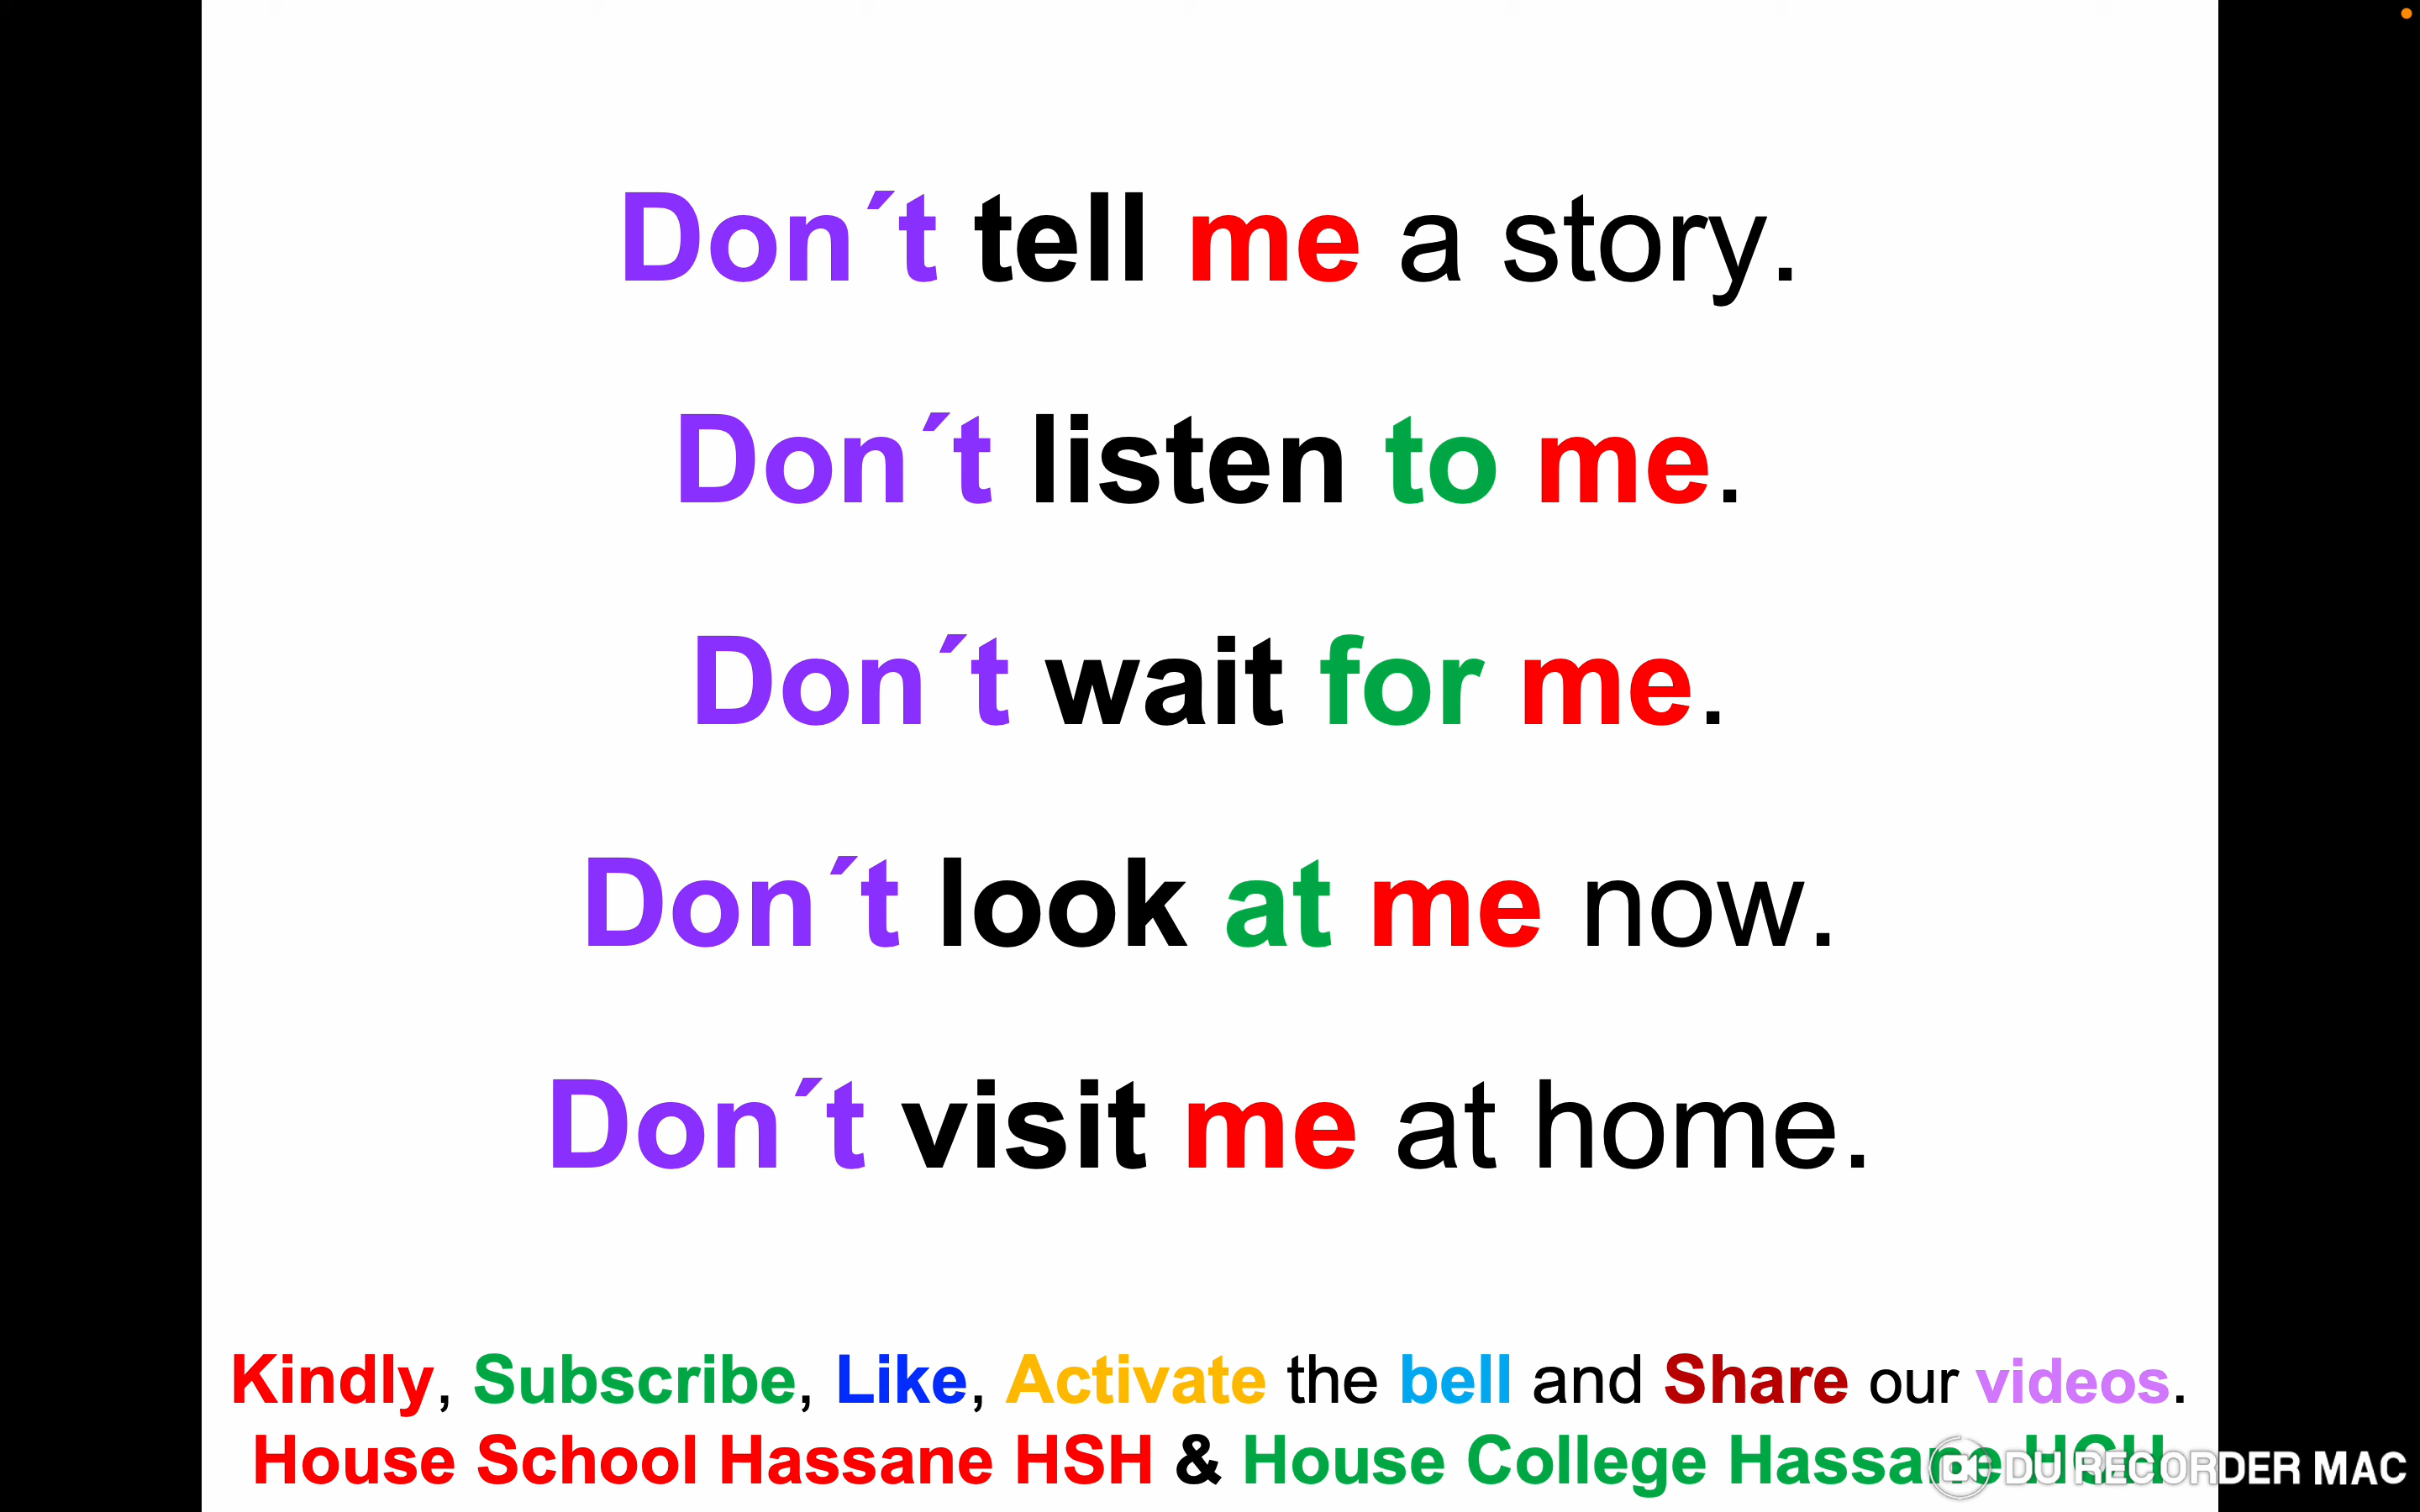 Don´t tell me a story.
Don´t listen to me.
Don´t wait for me.
Don´t look at me now.
Don´t visit me at home.
Kindly, Subscribe, Like, Activate the bell and Share our videos.
House School Hassane HSH & House College Hassane HCH
DU RECORDER MAC